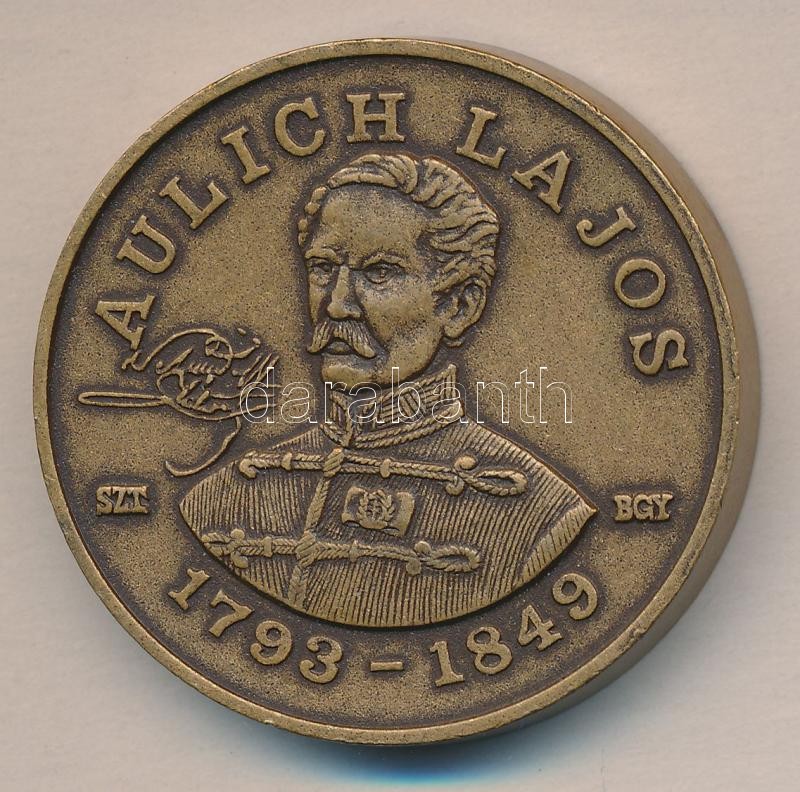 AULICH LAJOS
SZT
BGY
1793 - 1849
darabanth